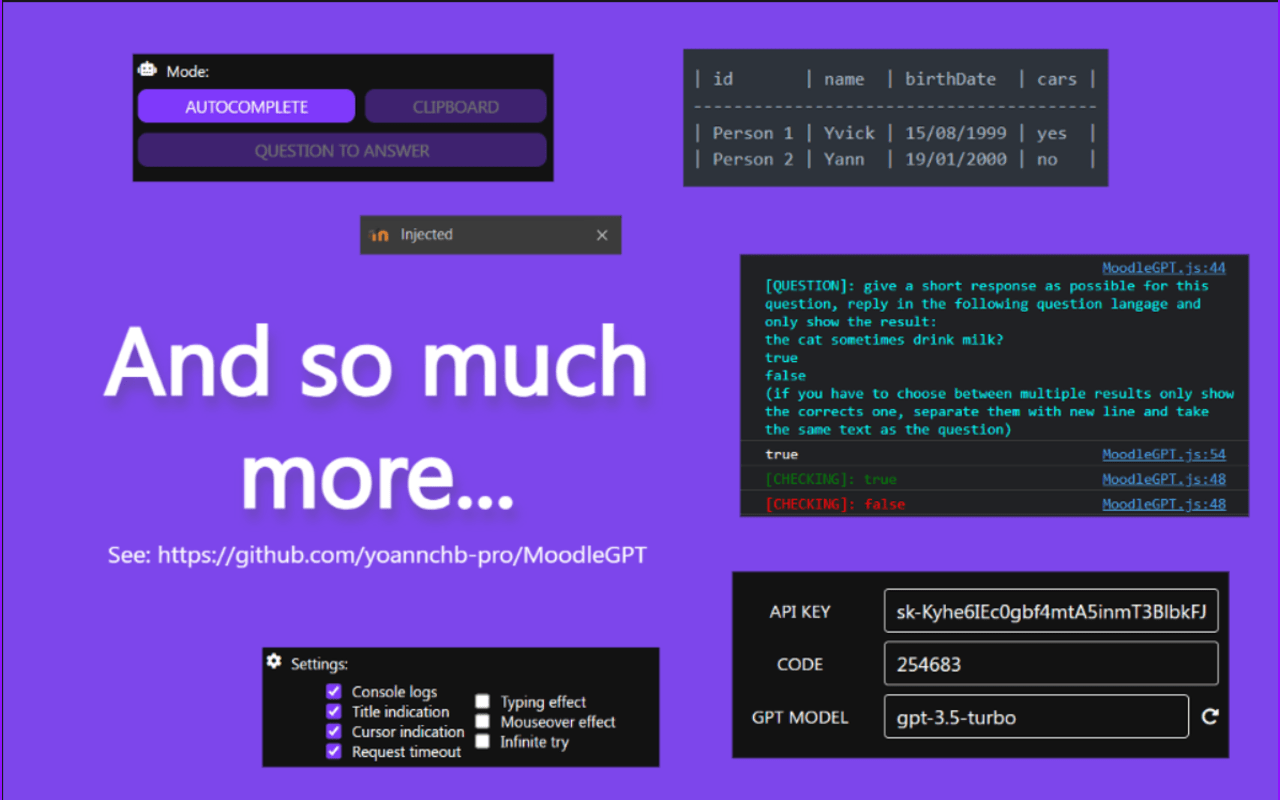 Mode:
AUTOCOMPLETE CLIPBOARD
QUESTION TO ANSWER
| id | name | birthDate | cars |
----------------------------------------
| Person 1 | Yvick | 15/08/1999 | yes |
| Person 2 | Yann | 19/01/2000 | no |
Injected
And so much
more...
See: https://github.com/yoannchb-pro/MoodleGPT
MoodleGPT.js:44
[QUESTION]: give a short response as possible for this
question, reply in the following question langage and
only show the result:
the cat sometimes drink milk?
true
false
(if you have to choose between multiple results only show
the corrects one, separate them with new line and take
the same text as the question)
true MoodleGPT.js:54
[CHECKING]: true MoodleGPT.js:48
[CHECKING]: false MoodleGPT.js:48
API KEY sk-Kyhe6IEc0gbf4mtA5inmT3BlbkFJ
CODE 254683
GPT MODEL gpt-3.5-turbo
Settings:
Console logs
Title indication
Cursor indication
Request timeout
Typing effect
Mouseover effect
Infinite try